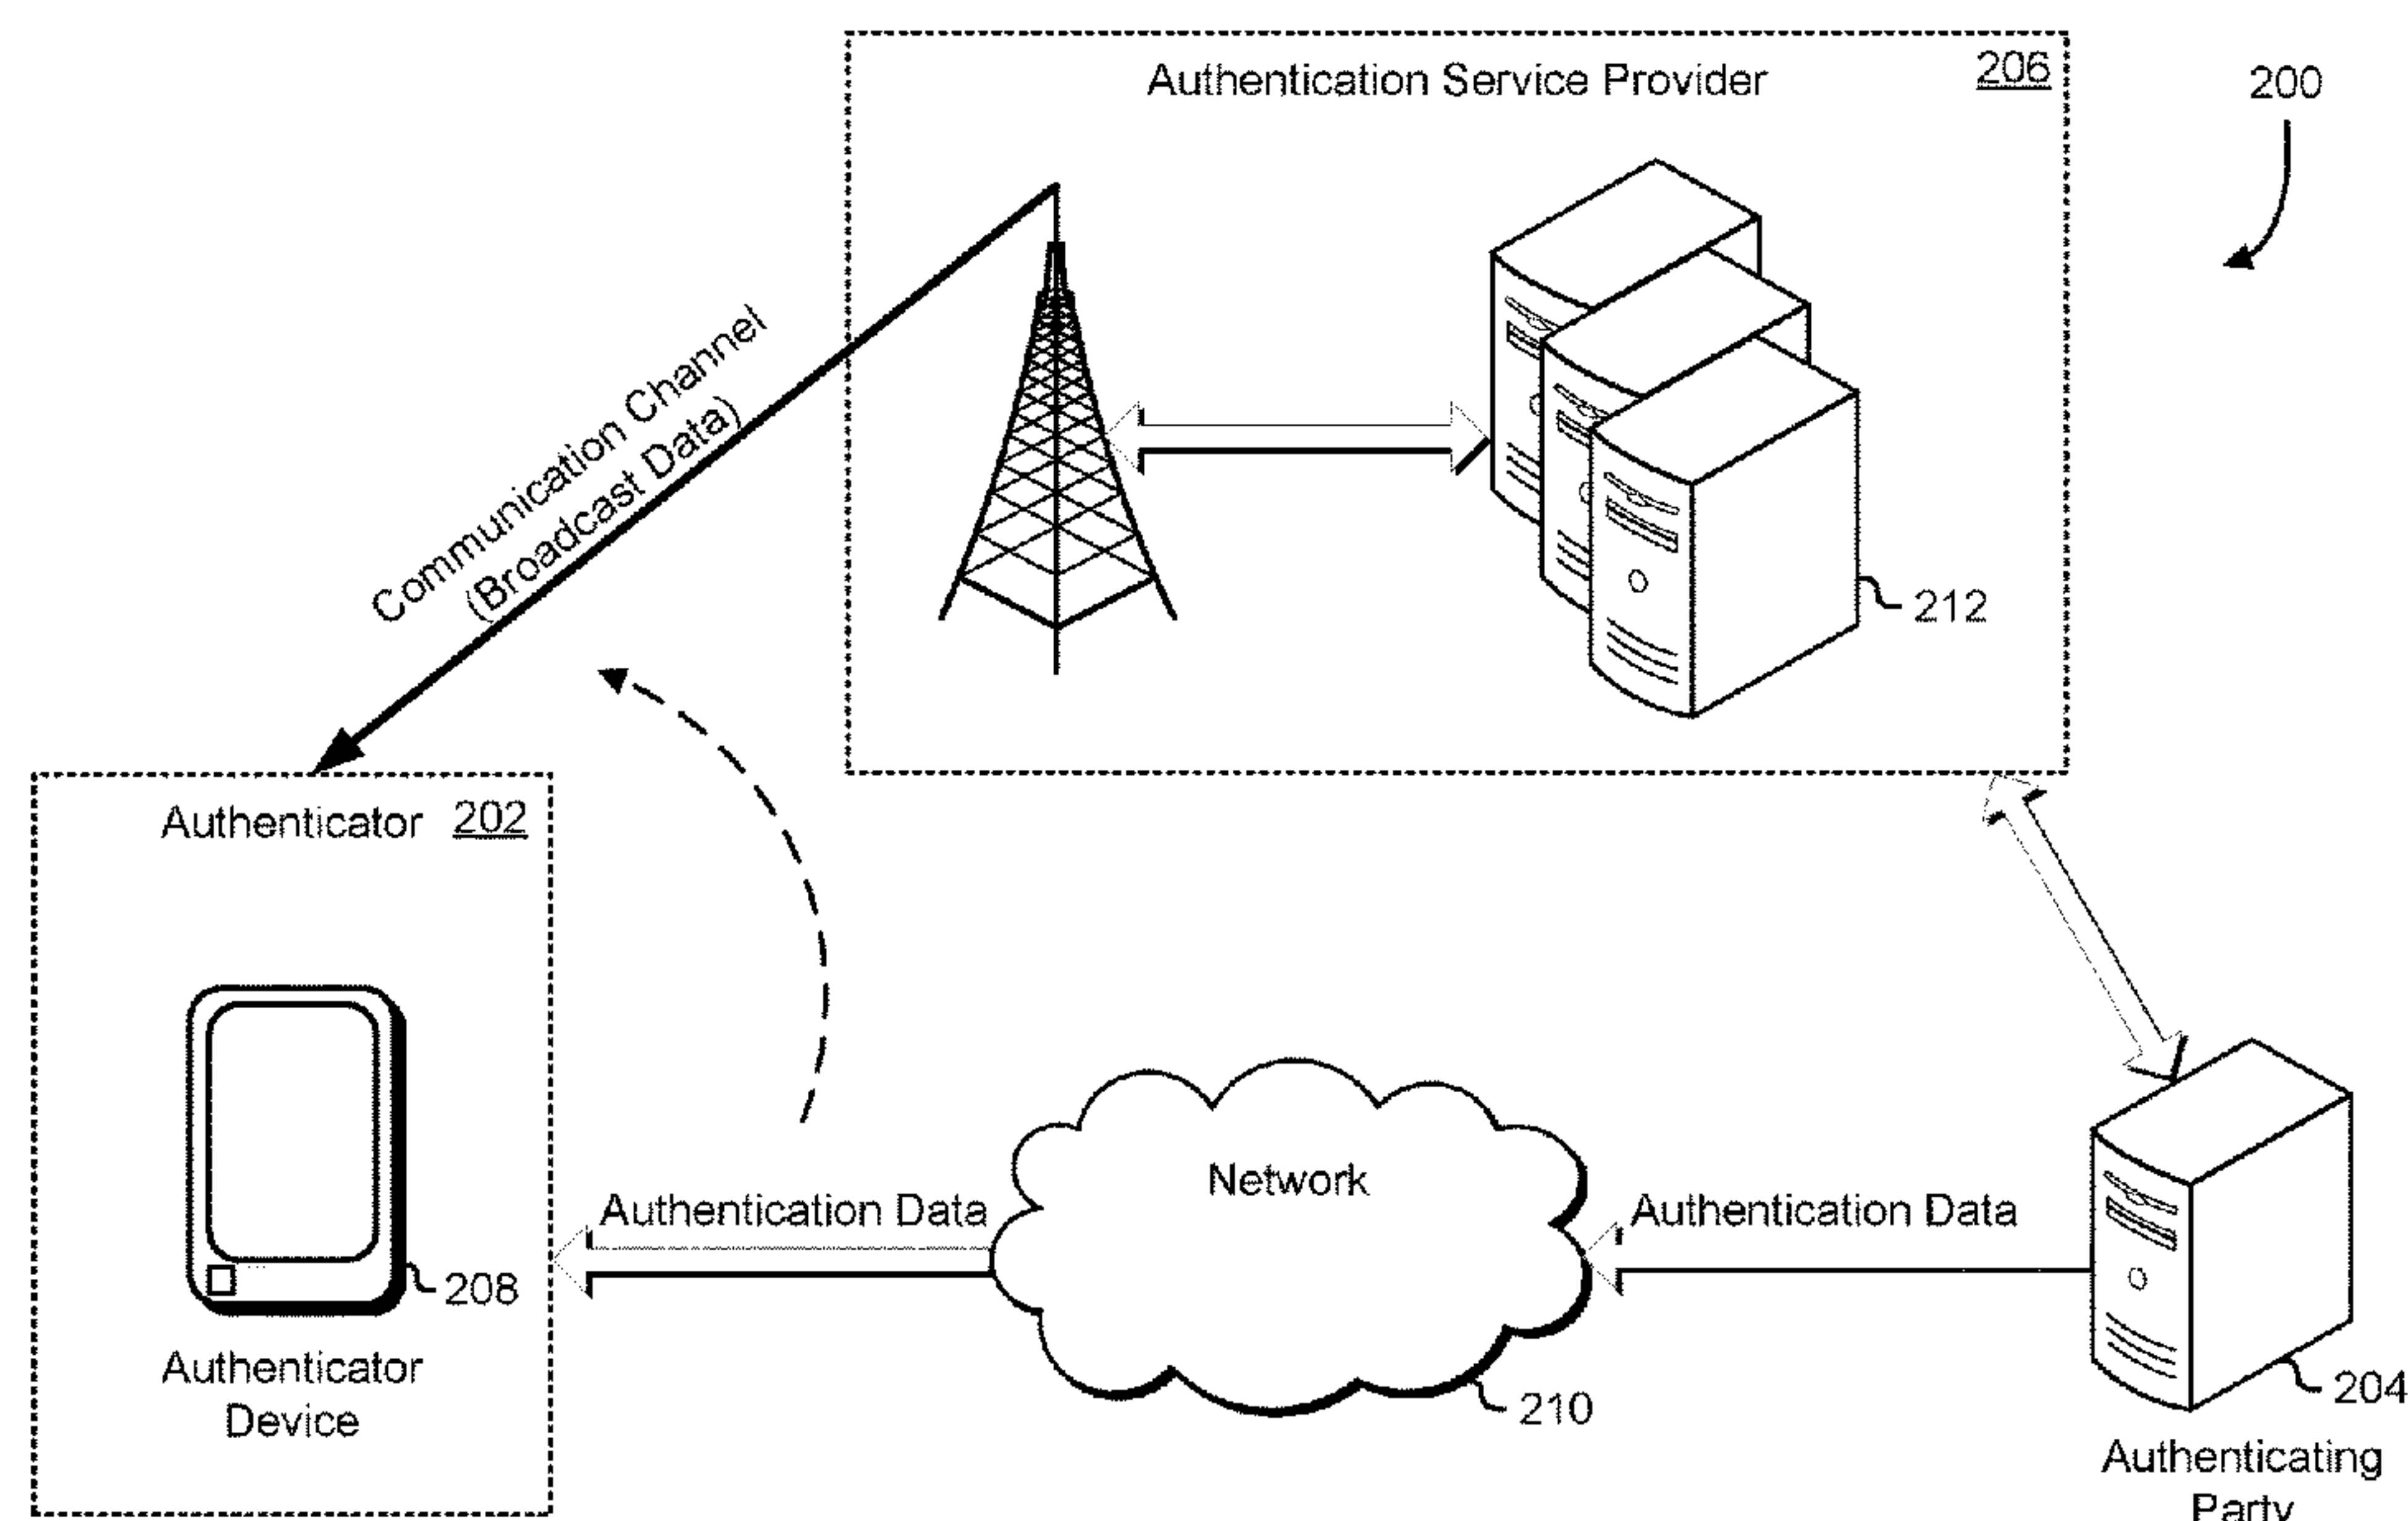 Authentication Service Provider
206
200
Communication Channel
(Broadcast Data)
212
Authenticator 202
Network
Authentication Data
Authentication Data
208
Authenticator
Device
210
204
Authenticating
Party